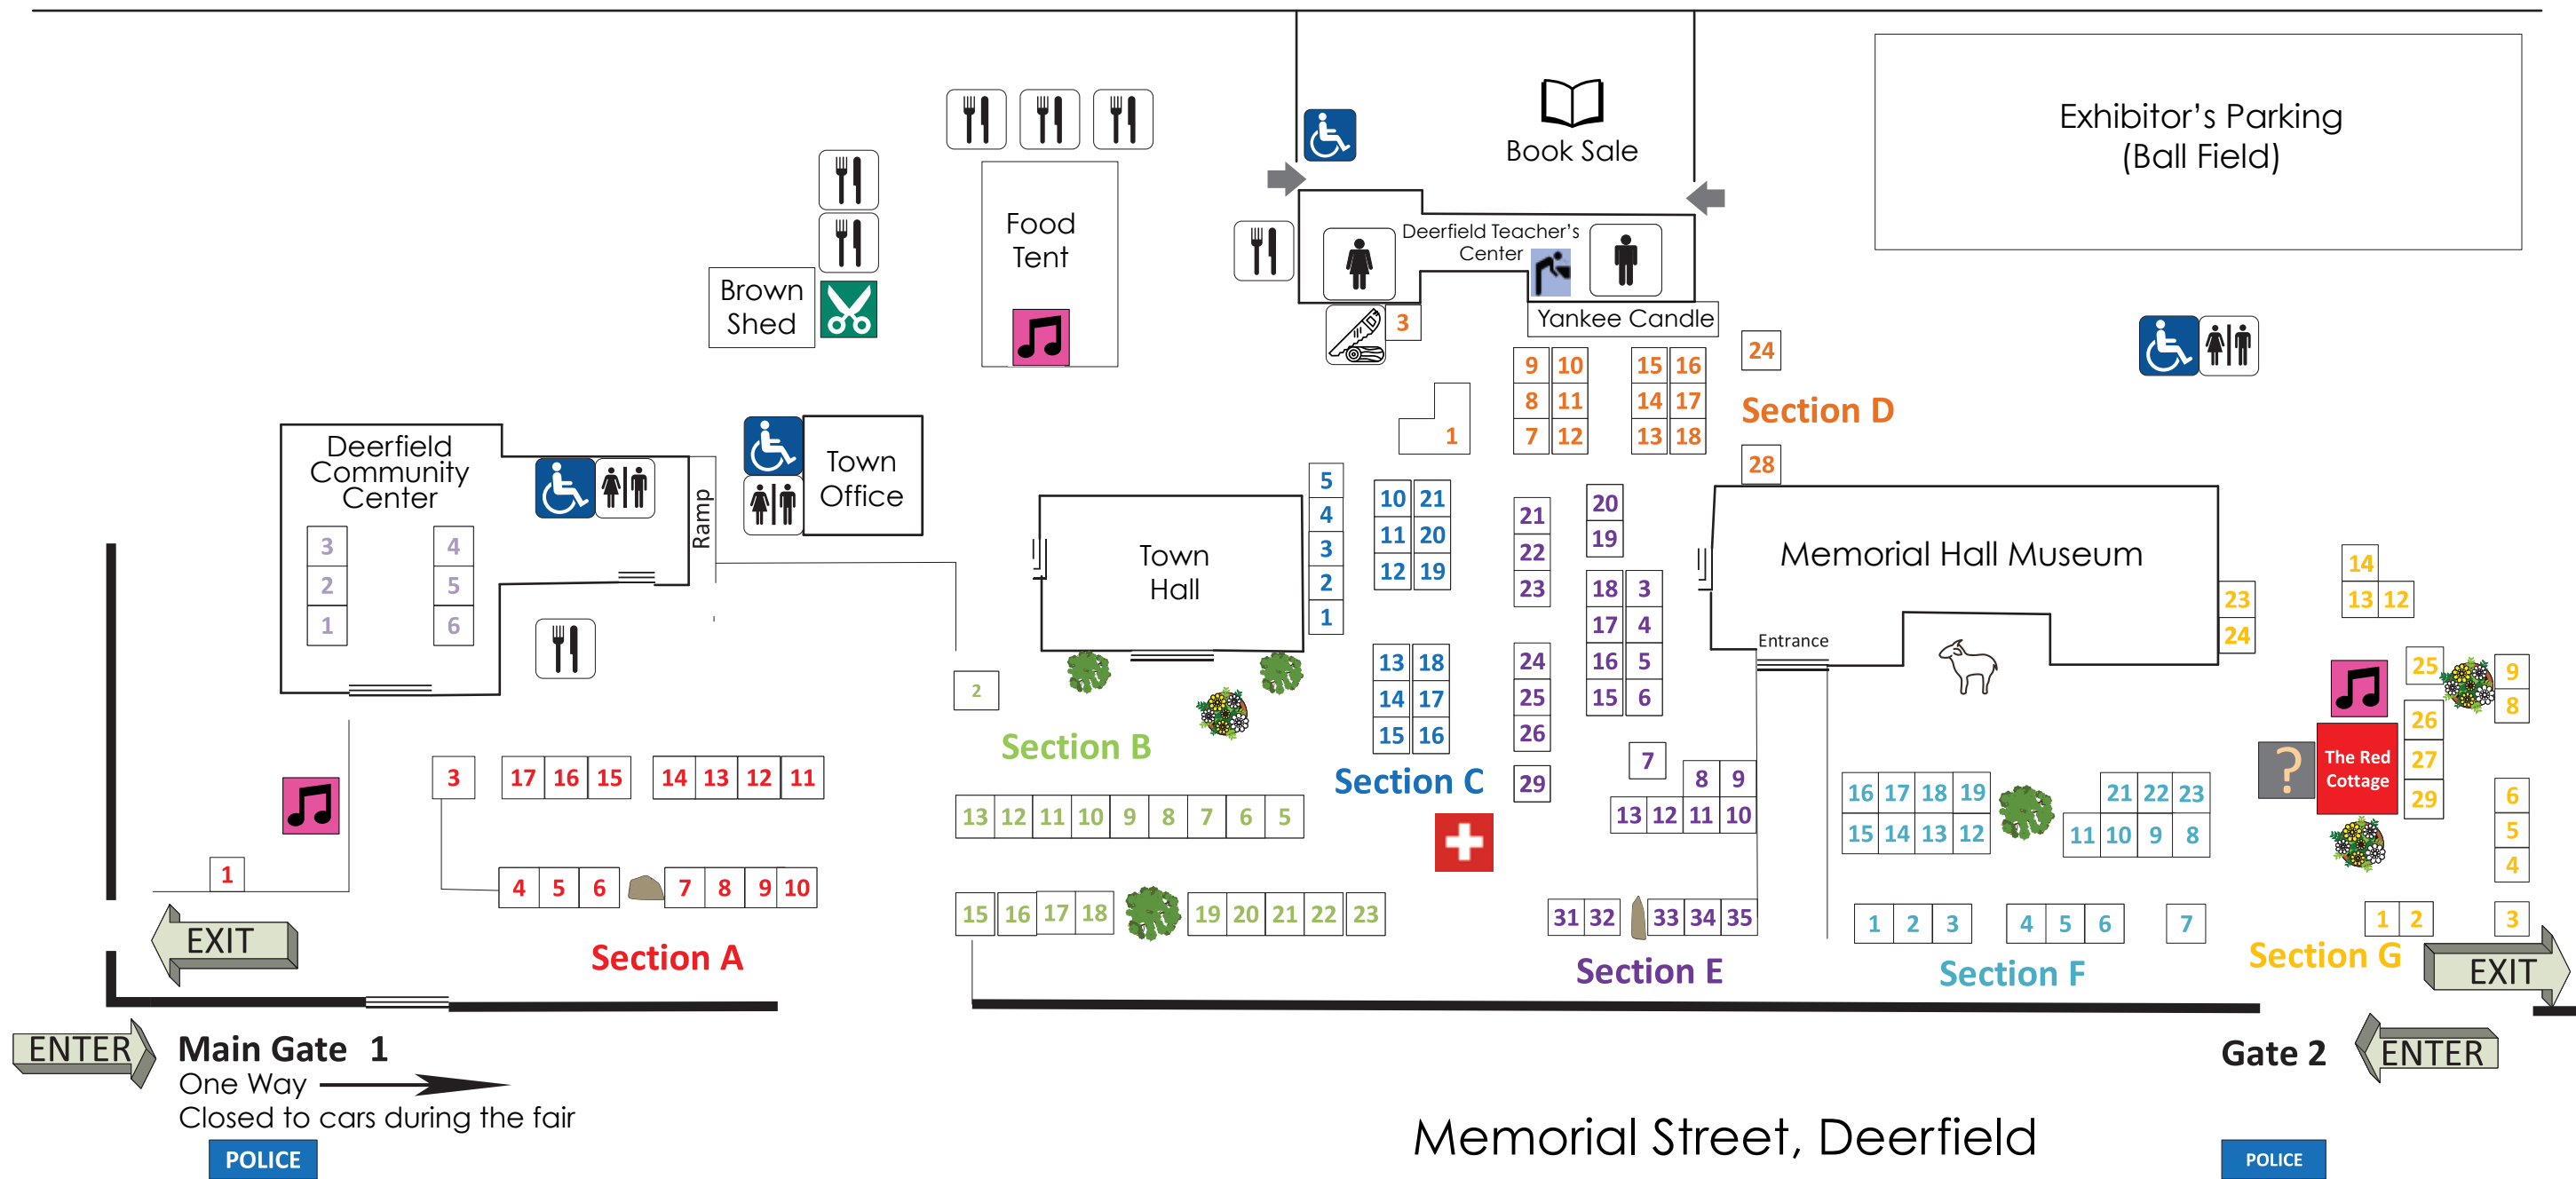 Book Sale
Exhibitor's Parking
(Ball Field)
Food
Tent
Deerfield Teacher's
Center
Brown
Shed
Yankee Candle
3
24
9 10 15 16
8 11 14 17
7 12 13 18
1
Section D
28
Deerfield
Community
Center
Ramp
Town
Office
3 4
2 5
1 6
Town
Hall
5
4
3
2
1
10 21
11 20
12 19
13 18
14 17
15 16
Section C
21
22
23
24
25
26
29
20
19
18 3
17 4
16 5
15 6
7
8 9
13 12 11 10
31 32 33 34 35
Section E
Memorial Hall Museum
Entrance
2
Section B
13 12 11 10 9 8 7 6 5
15 16 17 18 19 20 21 22 23
3 17 16 15 14 13 12 11
1
4 5 6 7 8 9 10
Section A
16 17 18 19 21 22 23
15 14 13 12 11 10 9 8
1 2 3 4 5 6 7
Section F
14
13 12
23
24
25
9
8
26
27
29
The Red
Cottage
?
6
5
4
1 2 3
Section G
EXIT
EXIT
ENTER
Main Gate 1
One Way
Closed to cars during the fair
POLICE
Gate 2
ENTER
Memorial Street, Deerfield
POLICE